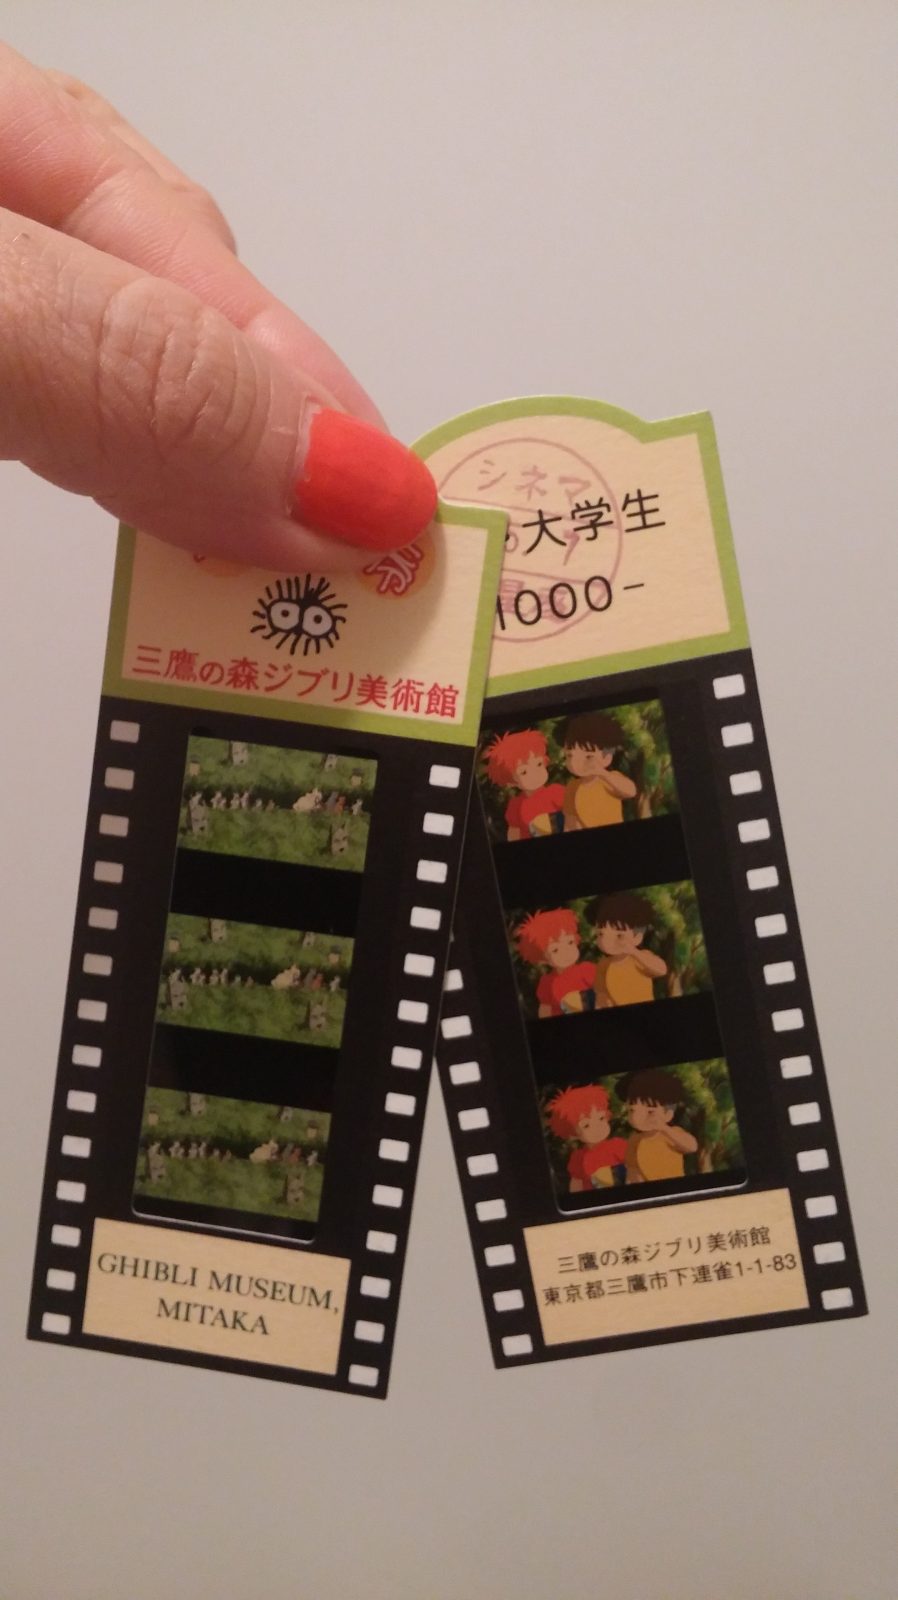 三鷹の森ジブリ美術館
GHIBLI MUSEUM,
MITAKA
シネマ
大学生
1000-
三鷹の森ジブリ美術館
東京都三鷹市下連雀1-1-83